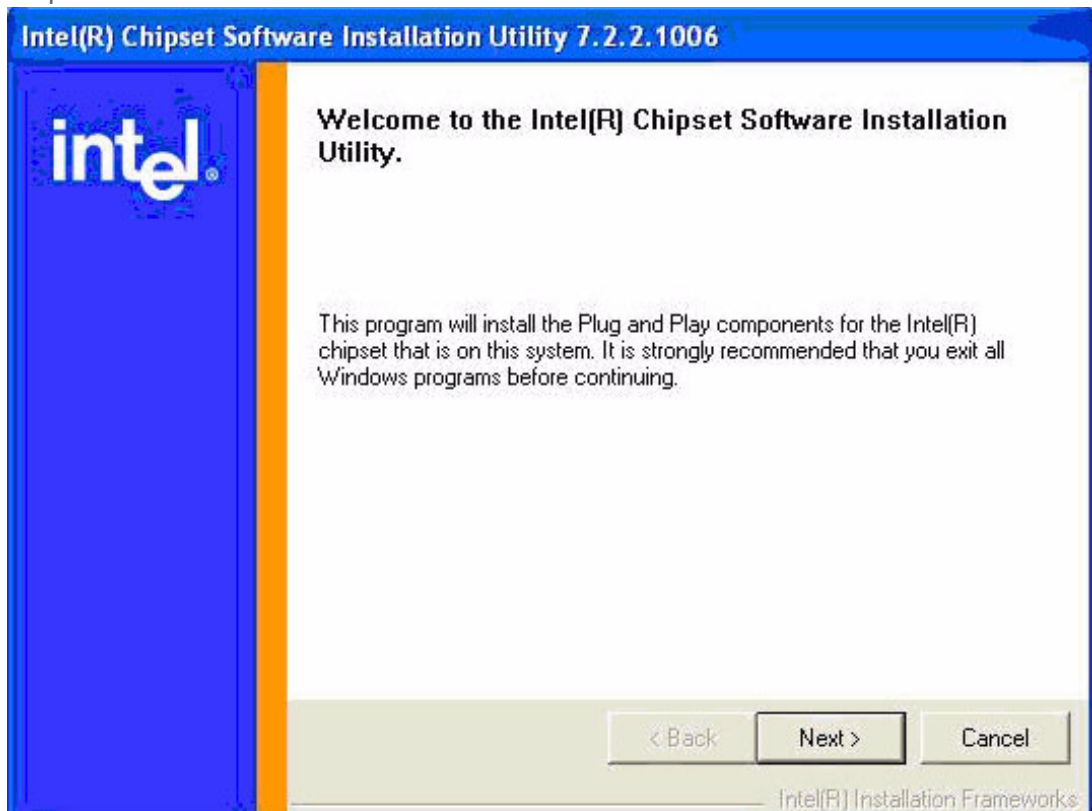 Intel(R) Chipset Software Installation Utility 7.2.2.1006
intel®
Welcome to the Intel(R) Chipset Software Installation
Utility.
This program will install the Plug and Play components for the Intel(R)
chipset that is on this system. It is strongly recommended that you exit all
Windows programs before continuing.
< Back
Next >
Cancel
Intel(R) Installation Frameworks